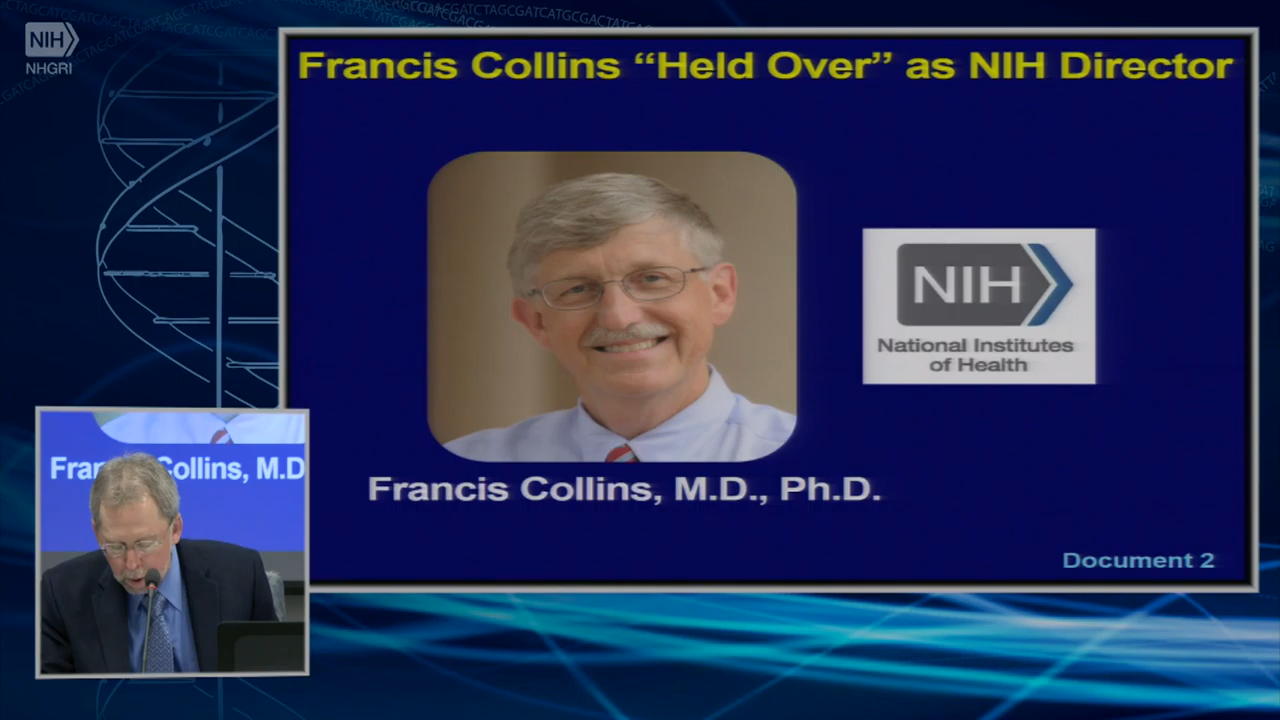 NIH
NHGRI
Francis Collins “Held Over” as NIH Director
NIH
National Institutes
of Health
Francis Collins, M.D., Ph.D.
Document 2
Collins, M.D